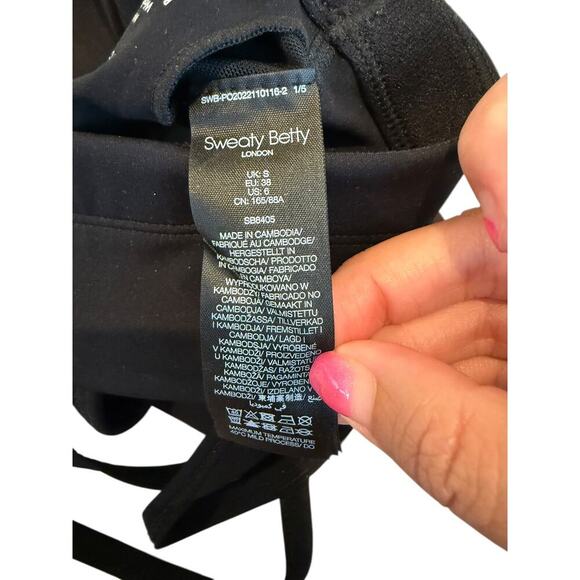 SWB-PO2022110116-2 1/5
Sweaty Betty
LONDON
UK: S
EU: 38
US: 6
CN: 165/88A
SB8405
MADE IN CAMBODIA/
FABRIQUÉ AU CAMBODGE/
HERGESTELLT IN
KAMBODSCHA/ PRODOTTO
IN CAMBOGIA/ FABRICADO
EN CAMBOYA/
WYPRODUKOWANO W
KAMBODŻY/ FABRICADO NO
CAMBOJA/ GEMAAKT IN
CAMBODJA/ VALMISTETTU
KAMBODŽASSA/ TILLVERKAD
I KAMBODJA/ FREMSTILLET I
CAMBODJA/ LAGD I
KAMBODSJA/ VYROBENÉ
V KAMBODŽI/ PROIZVEDENO
U KAMBODŽI/ VALMISTATUD
KAMBODŽAS/ RAŽOTS
KAMBODŽĀ/ PAGAMINTA
KAMBODŽOJE/ VYROBENO
V KAMBODŽI/ IZDELANO V
KAMBODŽI/ 柬埔寨制造/ صنع
في كمبوديا
MAXIMUM TEMPERATURE
40°C MILD PROCESS/ DO